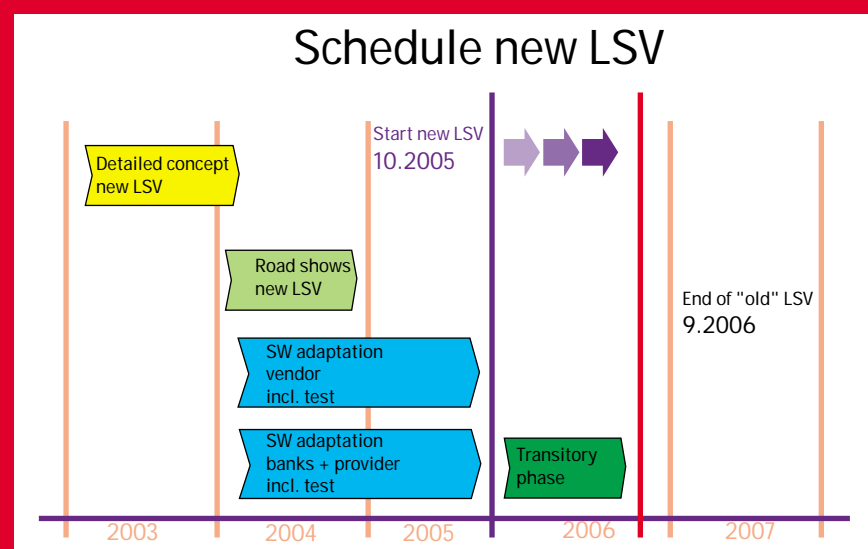 Schedule new LSV
Start new LSV
10.2005
Detailed concept
new LSV
Road shows
new LSV
End of "old" LSV
9.2006
SW adaptation
vendor
incl. test
SW adaptation
banks + provider
incl. test
Transitory
phase
2003
2004
2005
2006
2007